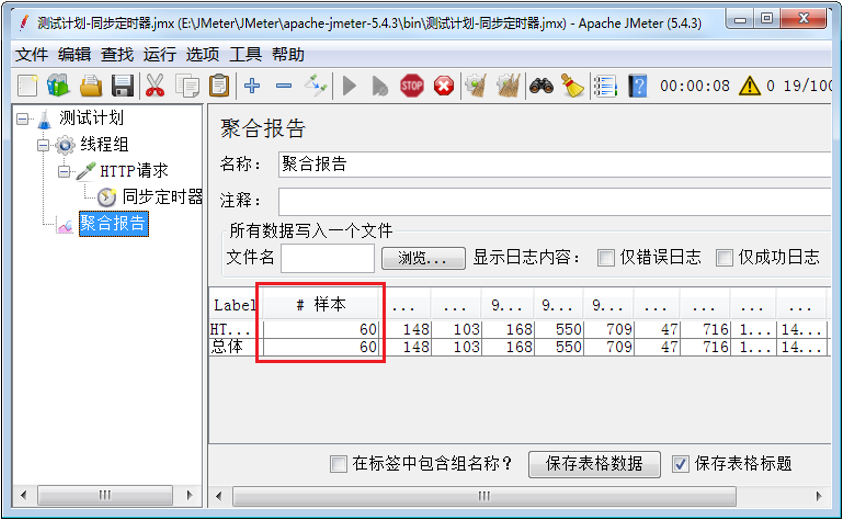 测试计划-同步定时器.jmx (E:\JMeter\JMeter\apache-jmeter-5.4.3\bin\测试计划-同步定时器.jmx) - Apache JMeter (5.4.3)
文件 编辑 查找 运行 选项 工具 帮助
STOP 00:00:08 0 19/100
测试计划
线程组
HTTP请求
同步定时器
聚合报告
聚合报告
名称: 聚合报告
注释:
所有数据写入一个文件
文件名 浏览... 显示日志内容: 仅错误日志 仅成功日志
Label # 样本 ... ... 9... 9... 9... ... ... ... ...
HT... 60 148 103 168 550 709 47 716 1... 14...
总体 60 148 103 168 550 709 47 716 1... 14...
在标签中包含组名称? 保存表格数据 保存表格标题